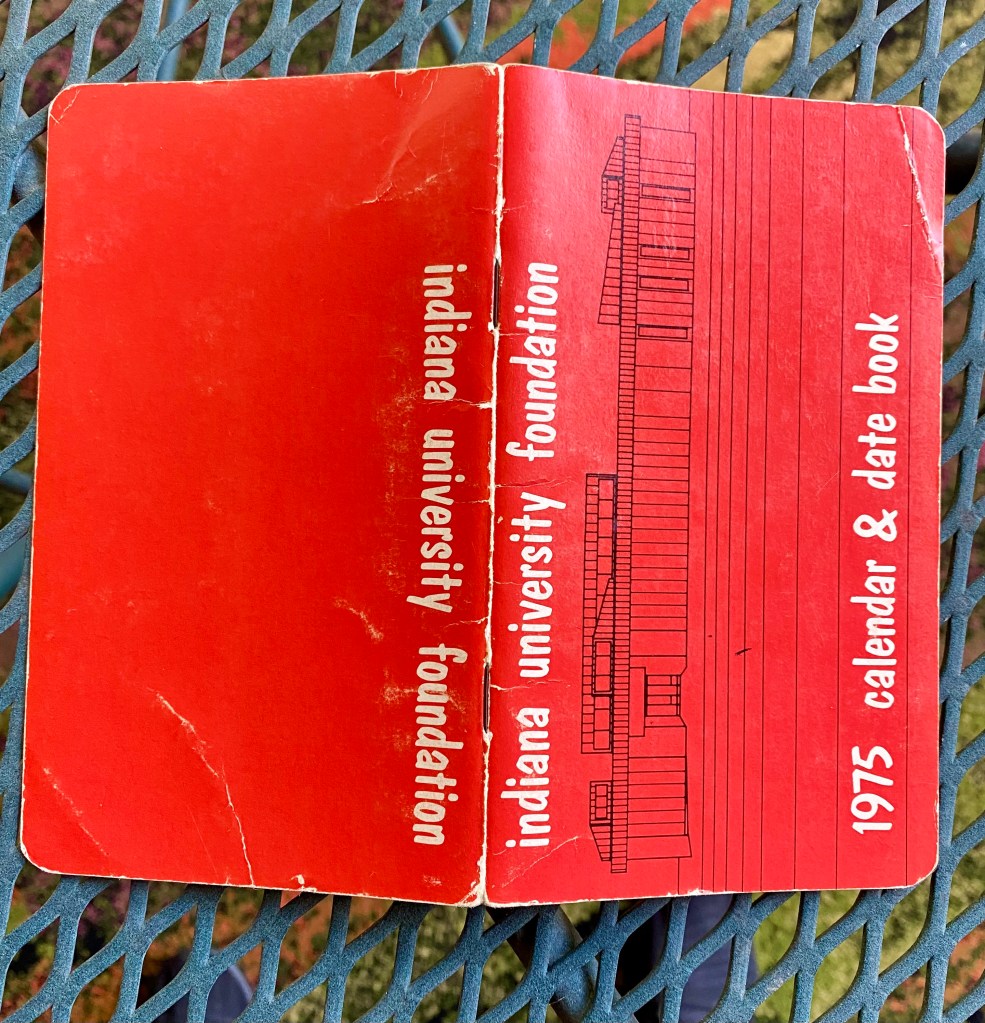 indiana university foundation
indiana university foundation
1975 calendar & date book